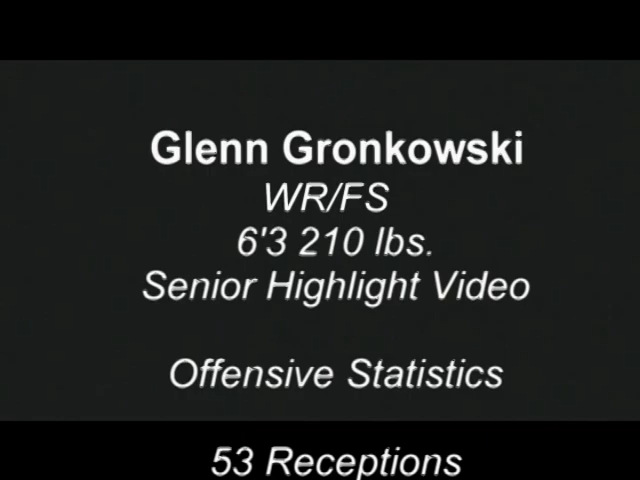 Glenn Gronkowski
WR/FS
6'3 210 lbs.
Senior Highlight Video
Offensive Statistics
53 Receptions